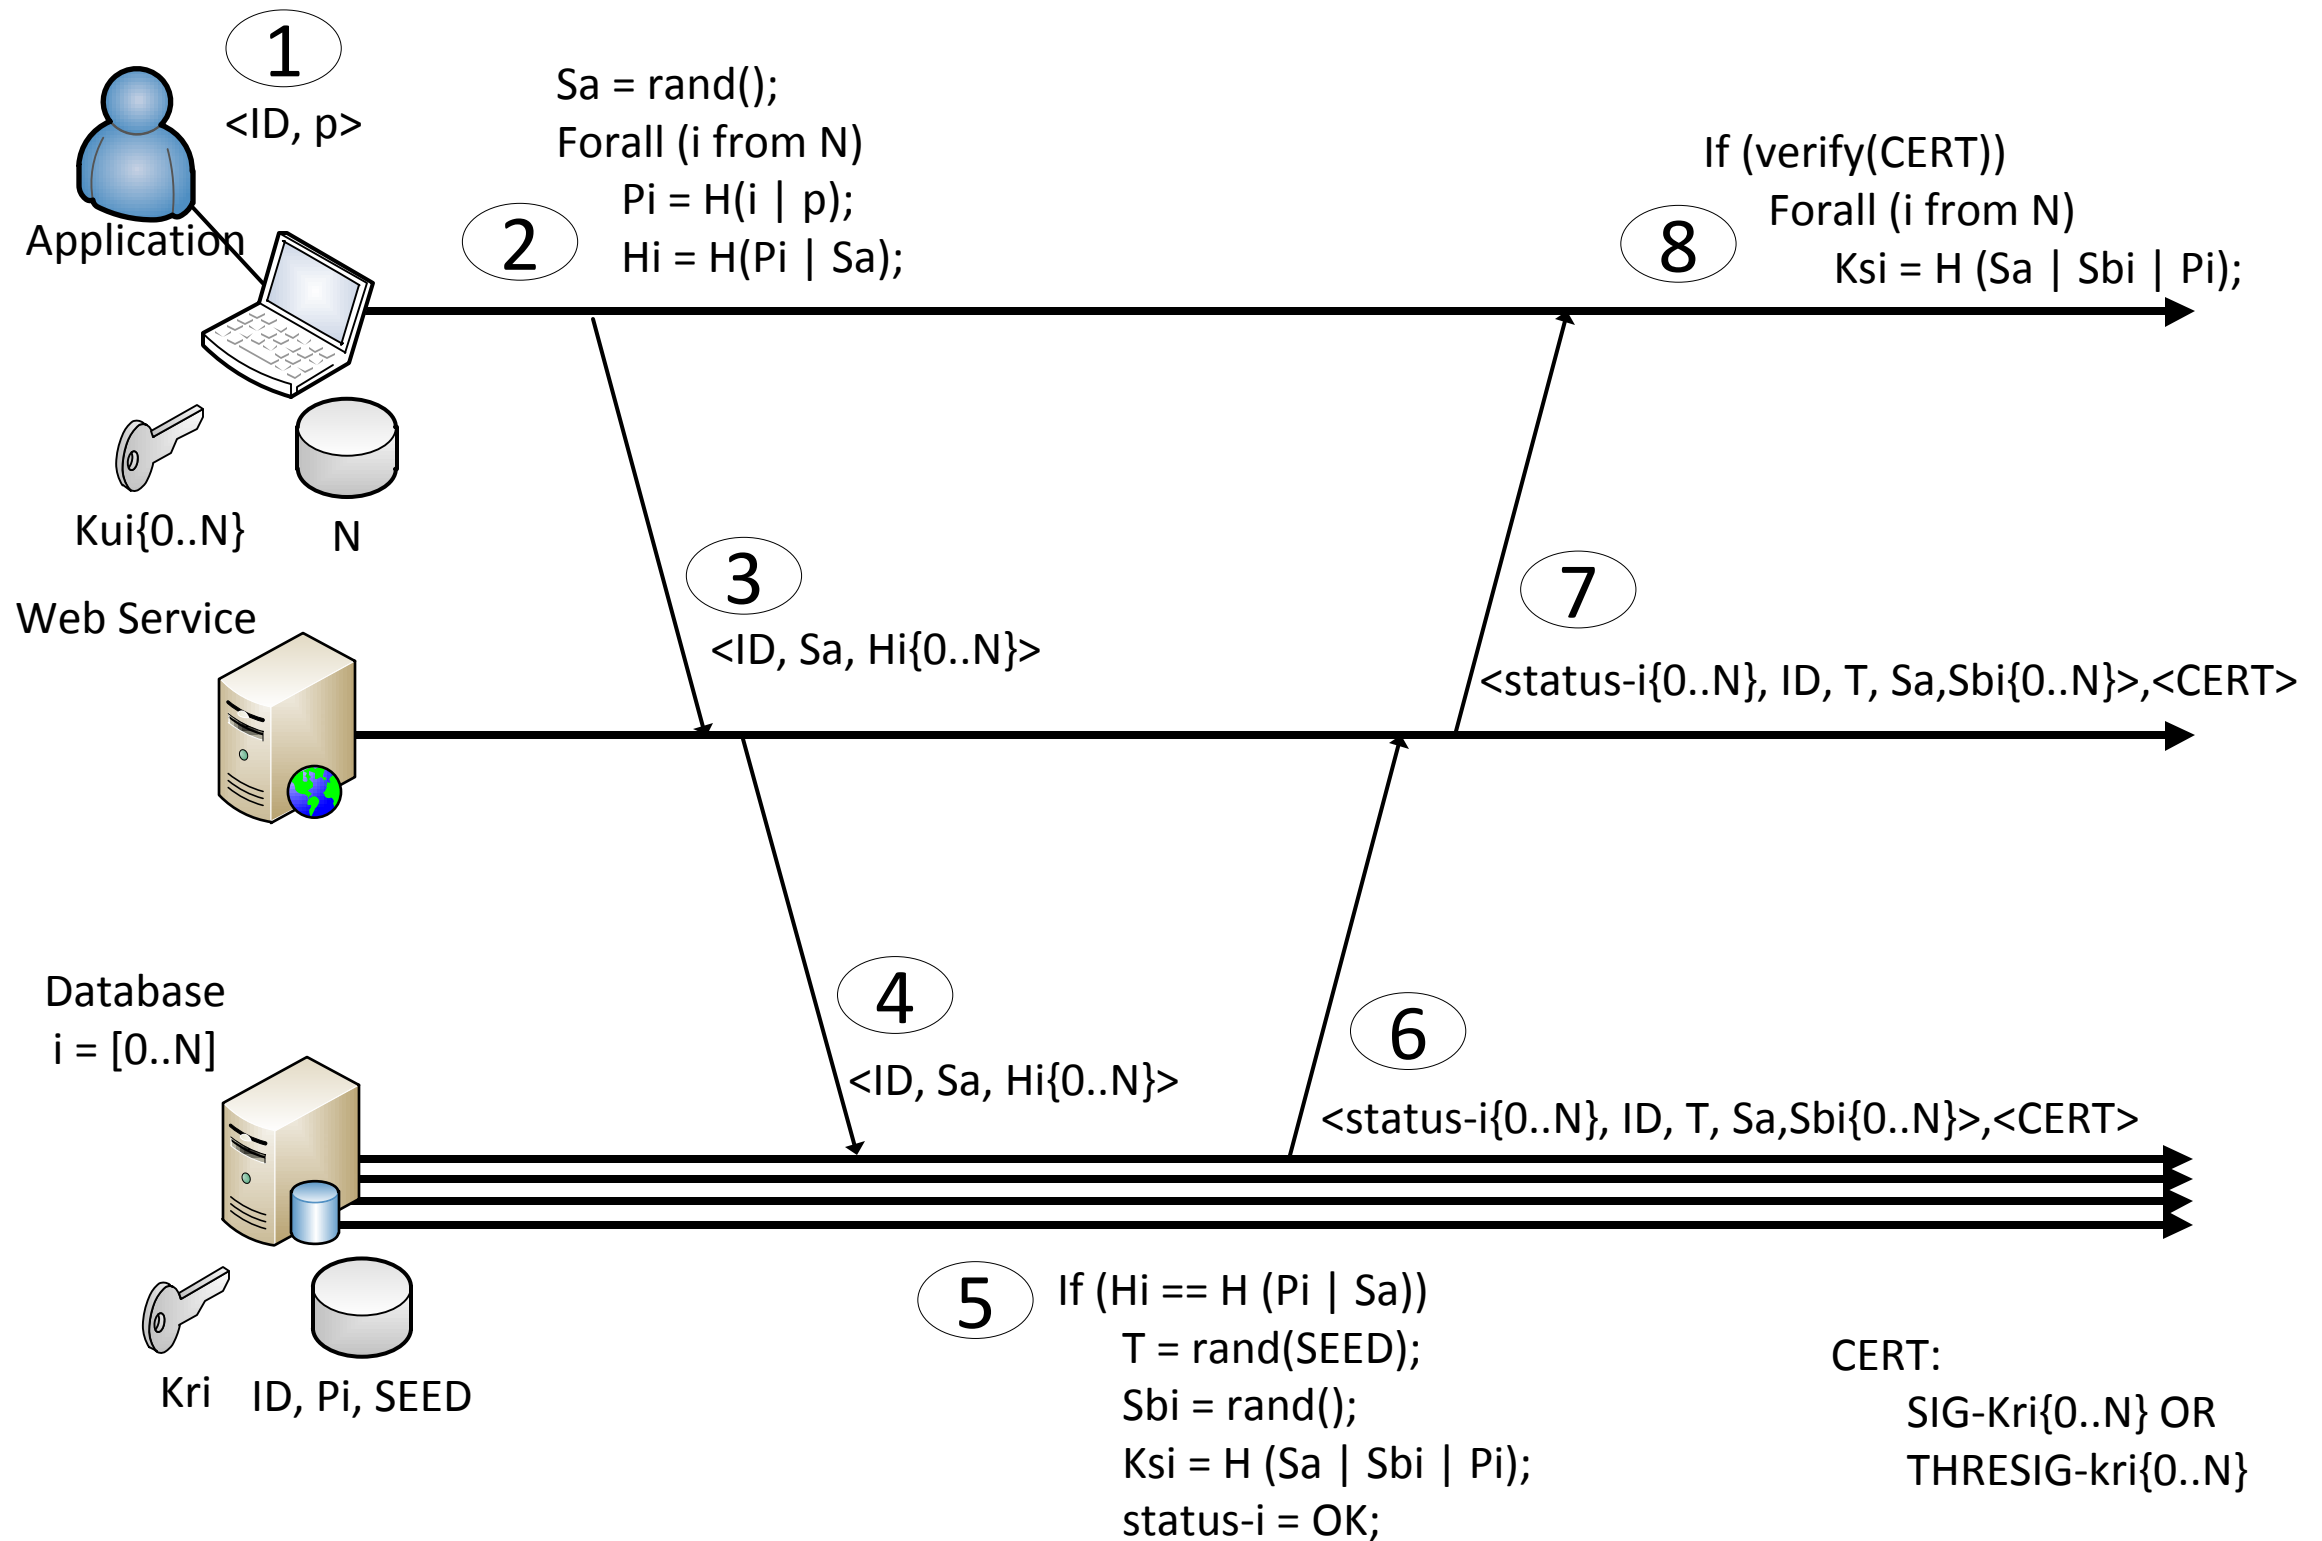 1
<ID, p>
Application
Sa = rand();
Forall (i from N)
Pi = H(i | p);
Hi = H(Pi | Sa);
2
If (verify(CERT))
Forall (i from N)
Ksi = H (Sa | Sbi | Pi);
8
Kui{0..N}
N
3
<ID, Sa, Hi{0..N}>
7
<status-i{0..N}, ID, T, Sa,Sbi{0..N}>,<CERT>
Web Service
Database
i = [0..N]
4
<ID, Sa, Hi{0..N}>
6
<status-i{0..N}, ID, T, Sa,Sbi{0..N}>,<CERT>
Kri
ID, Pi, SEED
5
If (Hi == H (Pi | Sa))
T = rand(SEED);
Sbi = rand();
Ksi = H (Sa | Sbi | Pi);
status-i = OK;
CERT:
SIG-Kri{0..N} OR
THRESIG-kri{0..N}